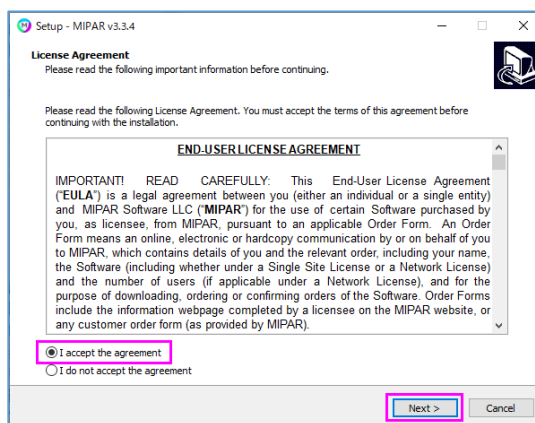 Setup - MIPAR v3.3.4
License Agreement
Please read the following important information before continuing.
Please read the following License Agreement. You must accept the terms of this agreement before
continuing with the installation.
END-USER LICENSE AGREEMENT
IMPORTANT! READ CAREFULLY: This End-User License Agreement
("EULA") is a legal agreement between you (either an individual or a single entity)
and MIPAR Software LLC ("MIPAR") for the use of certain Software purchased by
you, as licensee, from MIPAR, pursuant to an applicable Order Form. An Order
Form means an online, electronic or hardcopy communication by or on behalf of you
to MIPAR, which contains details of you and the relevant order, including your name,
the Software (including whether under a Single Site License or a Network License)
and the number of users (if applicable under a Network License), and for the
purpose of downloading, ordering or confirming orders of the Software. Order Forms
include the information webpage completed by a licensee on the MIPAR website, or
any customer order form (as provided by MIPAR).
I accept the agreement
I do not accept the agreement
Next >
Cancel